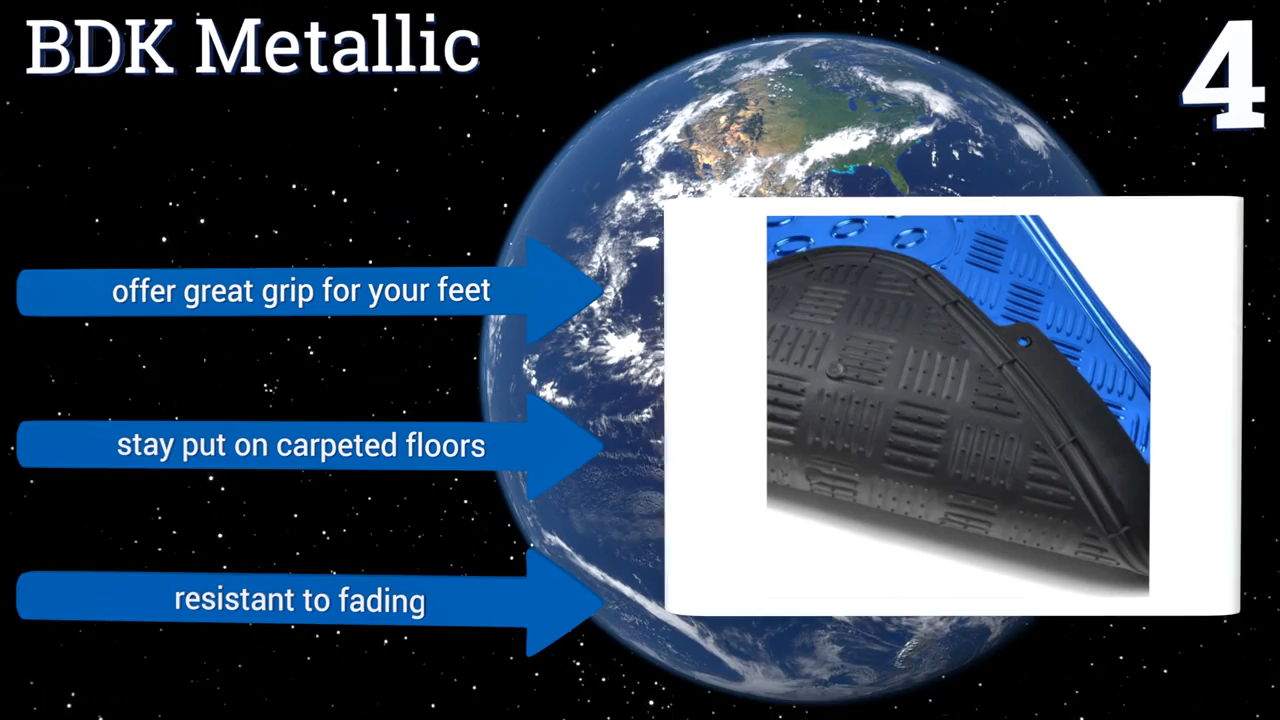 BDK Metallic
4
offer great grip for your feet
stay put on carpeted floors
resistant to fading